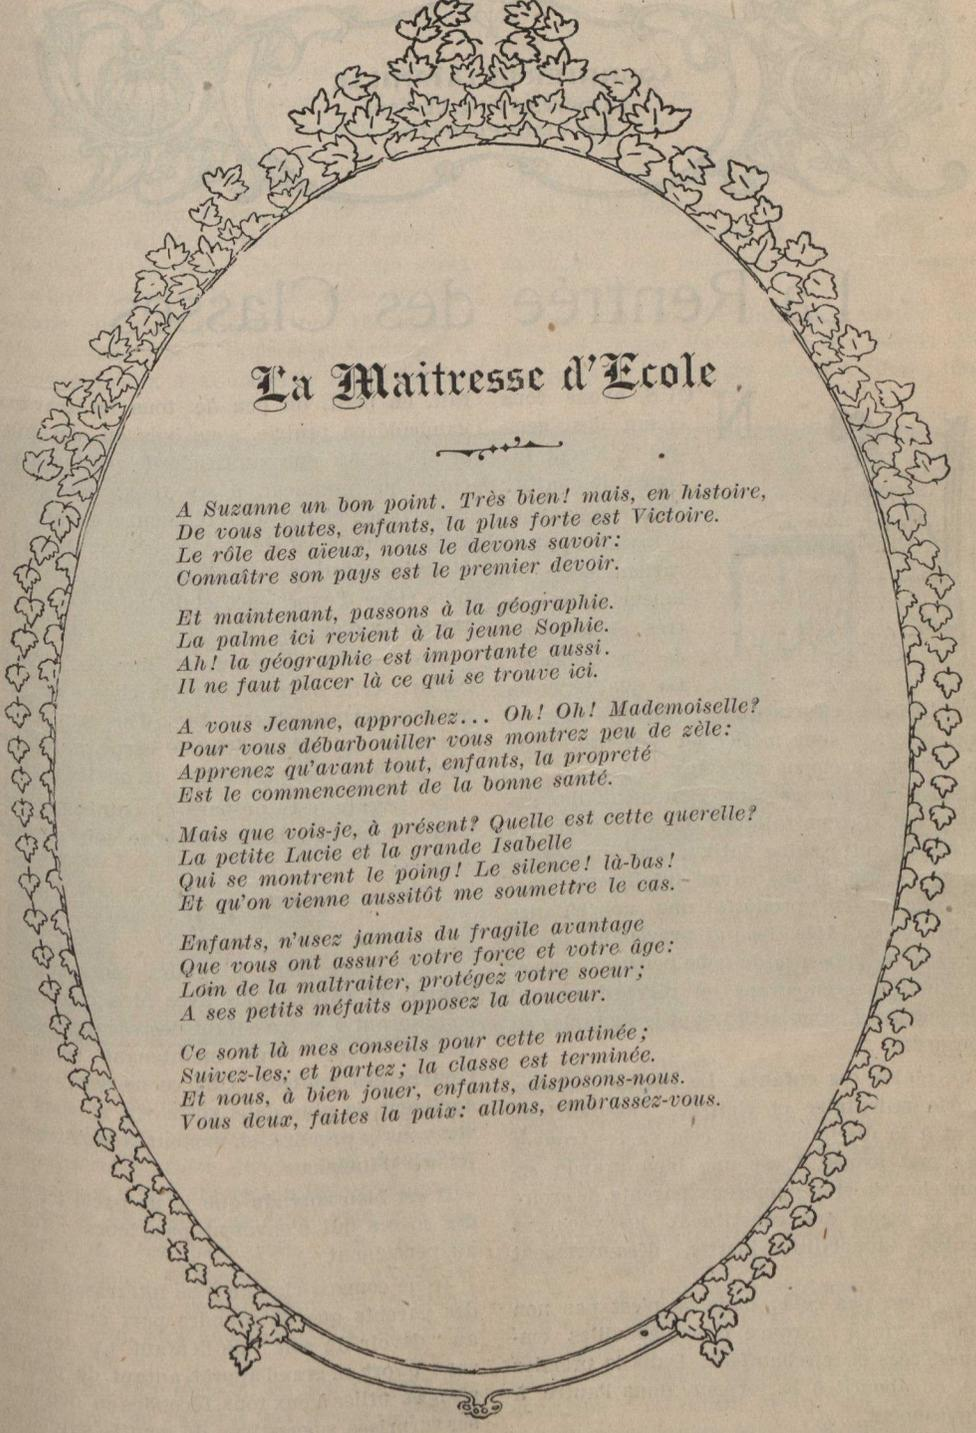 La Maitresse d'Ecole
A Suzanne un bon point. Très bien! mais, en histoire,
De vous toutes, enfants, la plus forte est Victoire.
Le rôle des aïeux, nous le devons savoir:
Connaître son pays est le premier devoir.
Et maintenant, passons à la géographie.
La palme ici revient à la jeune Sophie.
Ah! la géographie est importante aussi.
Il ne faut placer là ce qui se trouve ici.
A vous Jeanne, approchez... Oh! Oh! Mademoiselle?
Pour vous débarbouiller vous montrez peu de zèle:
Apprenez qu'avant tout, enfants, la propreté
Est le commencement de la bonne santé.
Mais que vois-je, à présent? Quelle est cette querelle?
La petite Lucie et la grande Isabelle
Qui se montrent le poing! Le silence! là-bas!
Et qu'on vienne aussitôt me soumettre le cas.
Enfants, n'usez jamais du fragile avantage
Que vous ont assuré votre force et votre âge:
Loin de la maltraiter, protégez votre soeur;
A ses petits méfaits opposez la douceur.
Ce sont là mes conseils pour cette matinée;
Suivez-les; et partez; la classe est terminée.
Et nous, à bien jouer, enfants, disposons-nous.
Vous deux, faites la paix: allons, embrassez-vous.